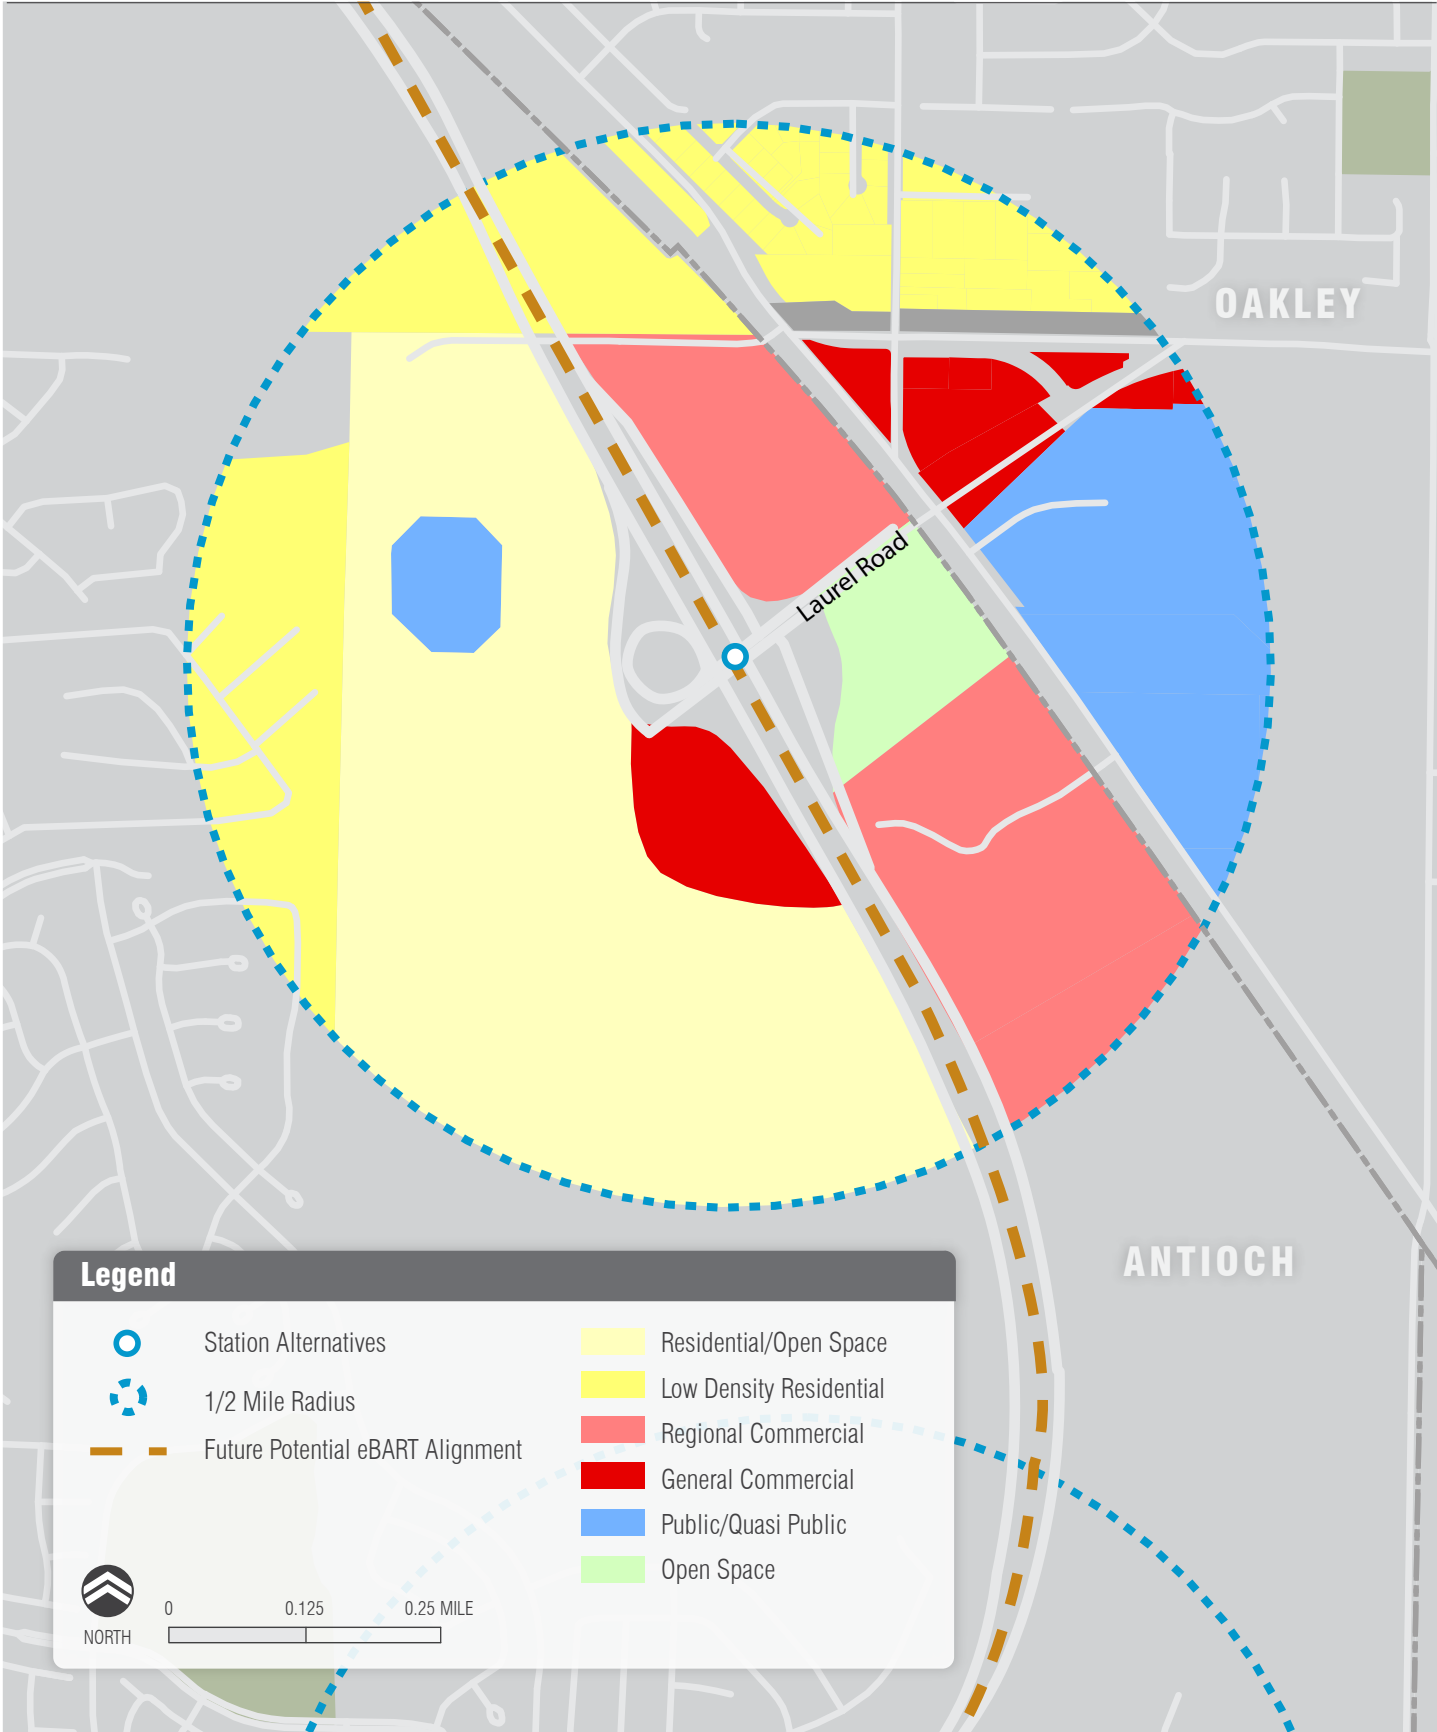 OAKLEY
Laurel Road
ANTIOCH
Legend
Station Alternatives
1/2 Mile Radius
Future Potential eBART Alignment
Residential/Open Space
Low Density Residential
Regional Commercial
General Commercial
Public/Quasi Public
Open Space
0 0.125 0.25 MILE
NORTH